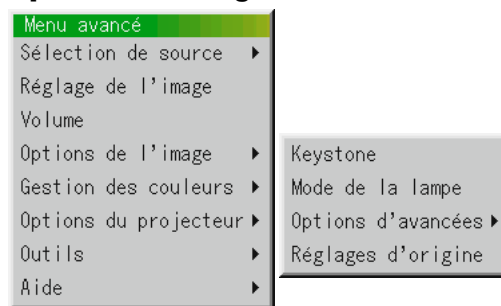 Menu avancé
Sélection de source
Réglage de l'image
Volume
Options de l'image
Gestion des couleurs
Options du projecteur
Outils
Aide
Keystone
Mode de la lampe
Options d'avancées
Réglages d'origine